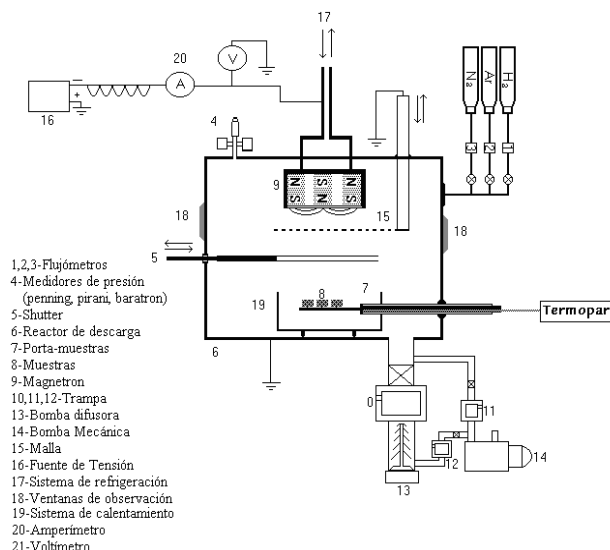 17
20
A
V
16
4
N₂
Ar
H₂
3
2
1
9
N S N
S N S
15
18
18
5
7
8
19
6
Termopar
0
11
12
13
14
1,2,3-Flujómetros
4-Medidores de presión
(penning, pirani, baratron)
5-Shutter
6-Reactor de descarga
7-Porta-muestras
8-Muestras
9-Magnetron
10,11,12-Trampa
13-Bomba difusora
14-Bomba Mecánica
15-Malla
16-Fuente de Tensión
17-Sistema de refrigeración
18-Ventanas de observación
19-Sistema de calentamiento
20-Amperímetro
21-Voltímetro